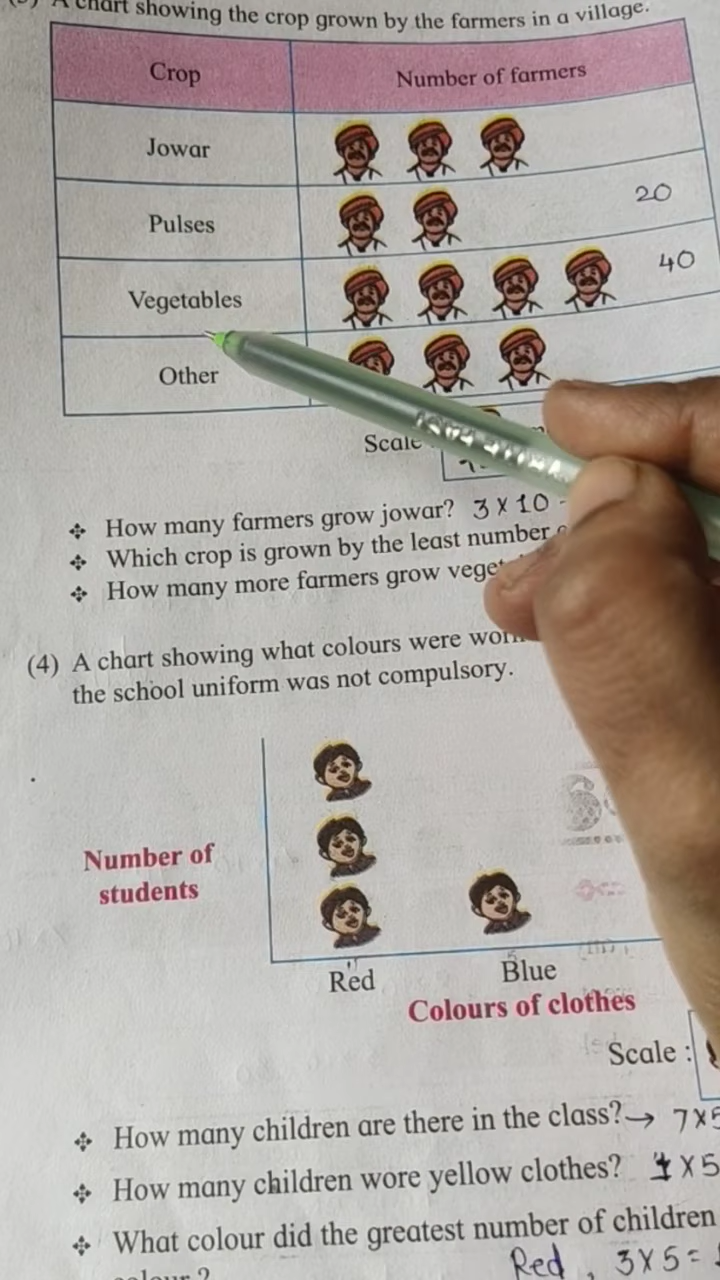 A chart showing the crop grown by the farmers in a village.
Crop Number of farmers
Jowar
Pulses 20
Vegetables 40
Other
Scale
How many farmers grow jowar? 3 X 10
Which crop is grown by the least number
How many more farmers grow
(4) A chart showing what colours were
the school uniform was not compulsory.
Number of
students
Red Blue
Colours of clothes
Scale :
How many children are there in the class? → 7X5
How many children wore yellow clothes? 1 X 5
What colour did the greatest number of children
Red , 3X5=